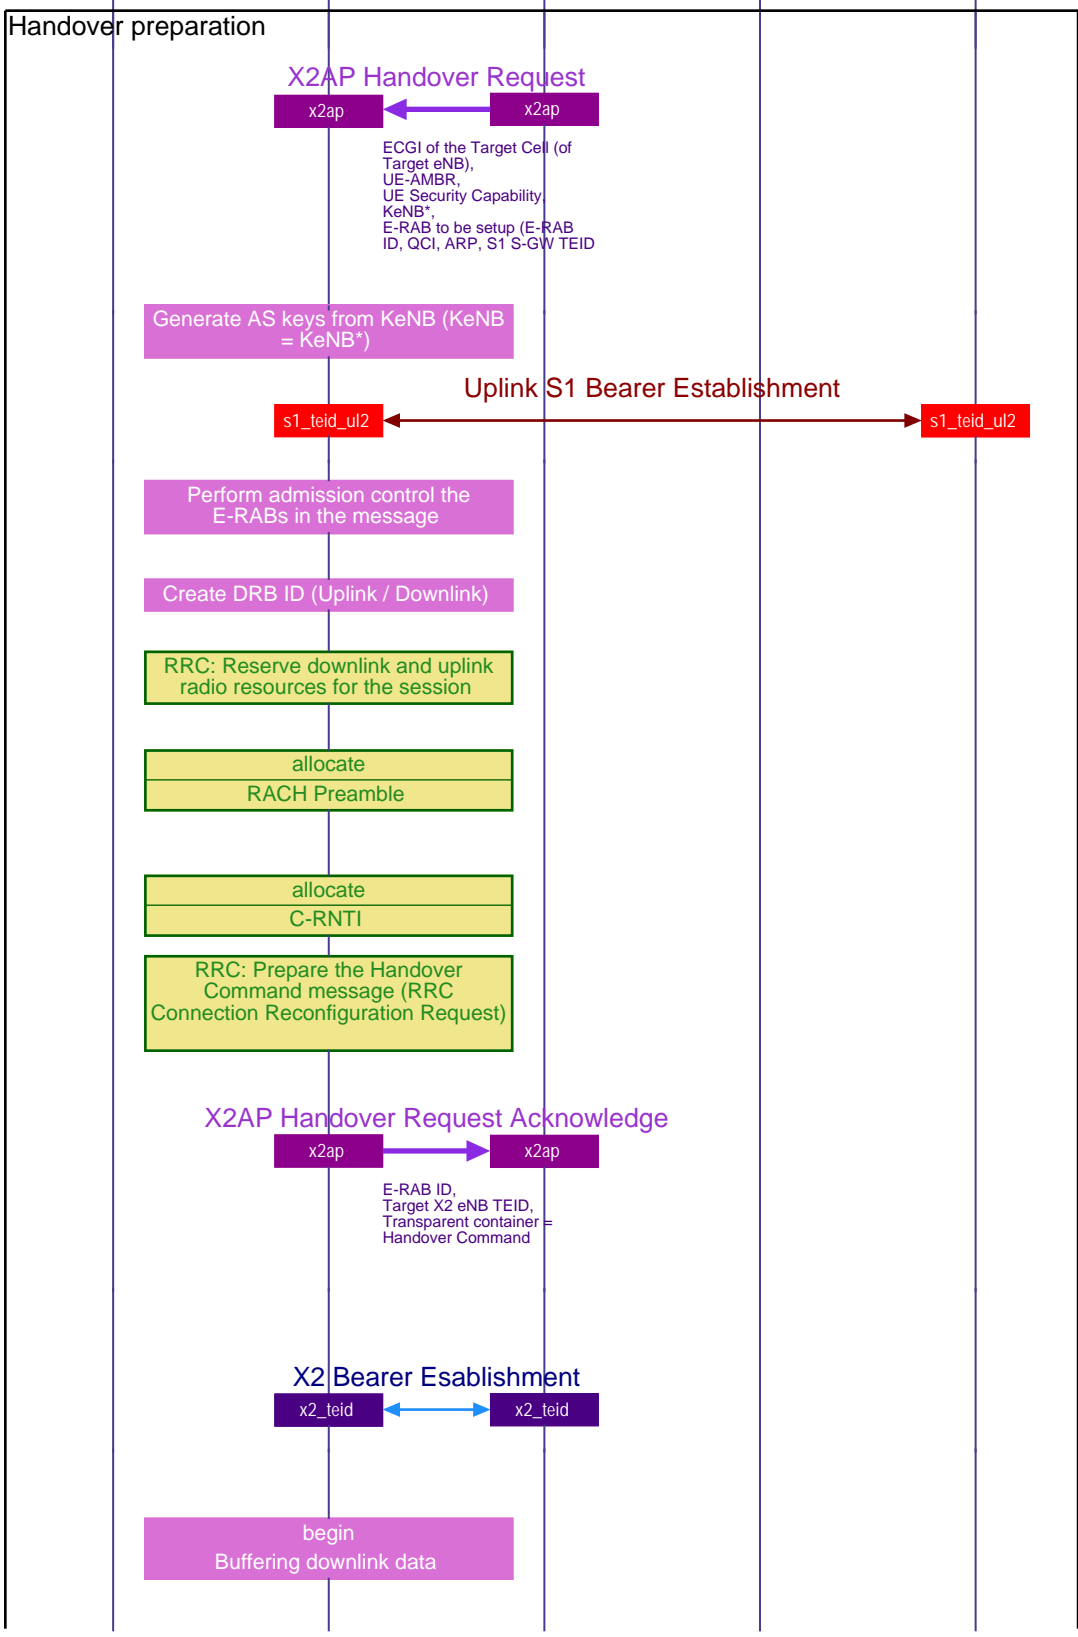 Handover preparation
X2AP Handover Request
x2ap
x2ap
ECGI of the Target Cell (of
Target eNB),
UE-AMBR,
UE Security Capability,
KeNB*,
E-RAB to be setup (E-RAB
ID, QCI, ARP, S1 S-GW TEID
Generate AS keys from KeNB (KeNB
= KeNB*)
Uplink S1 Bearer Establishment
s1_teid_ul2
s1_teid_ul2
Perform admission control the
E-RABs in the message
Create DRB ID (Uplink / Downlink)
RRC: Reserve downlink and uplink
radio resources for the session
allocate
RACH Preamble
allocate
C-RNTI
RRC: Prepare the Handover
Command message (RRC
Connection Reconfiguration Request)
X2AP Handover Request Acknowledge
x2ap
x2ap
E-RAB ID,
Target X2 eNB TEID,
Transparent container =
Handover Command
X2 Bearer Esablishment
x2_teid
x2_teid
begin
Buffering downlink data